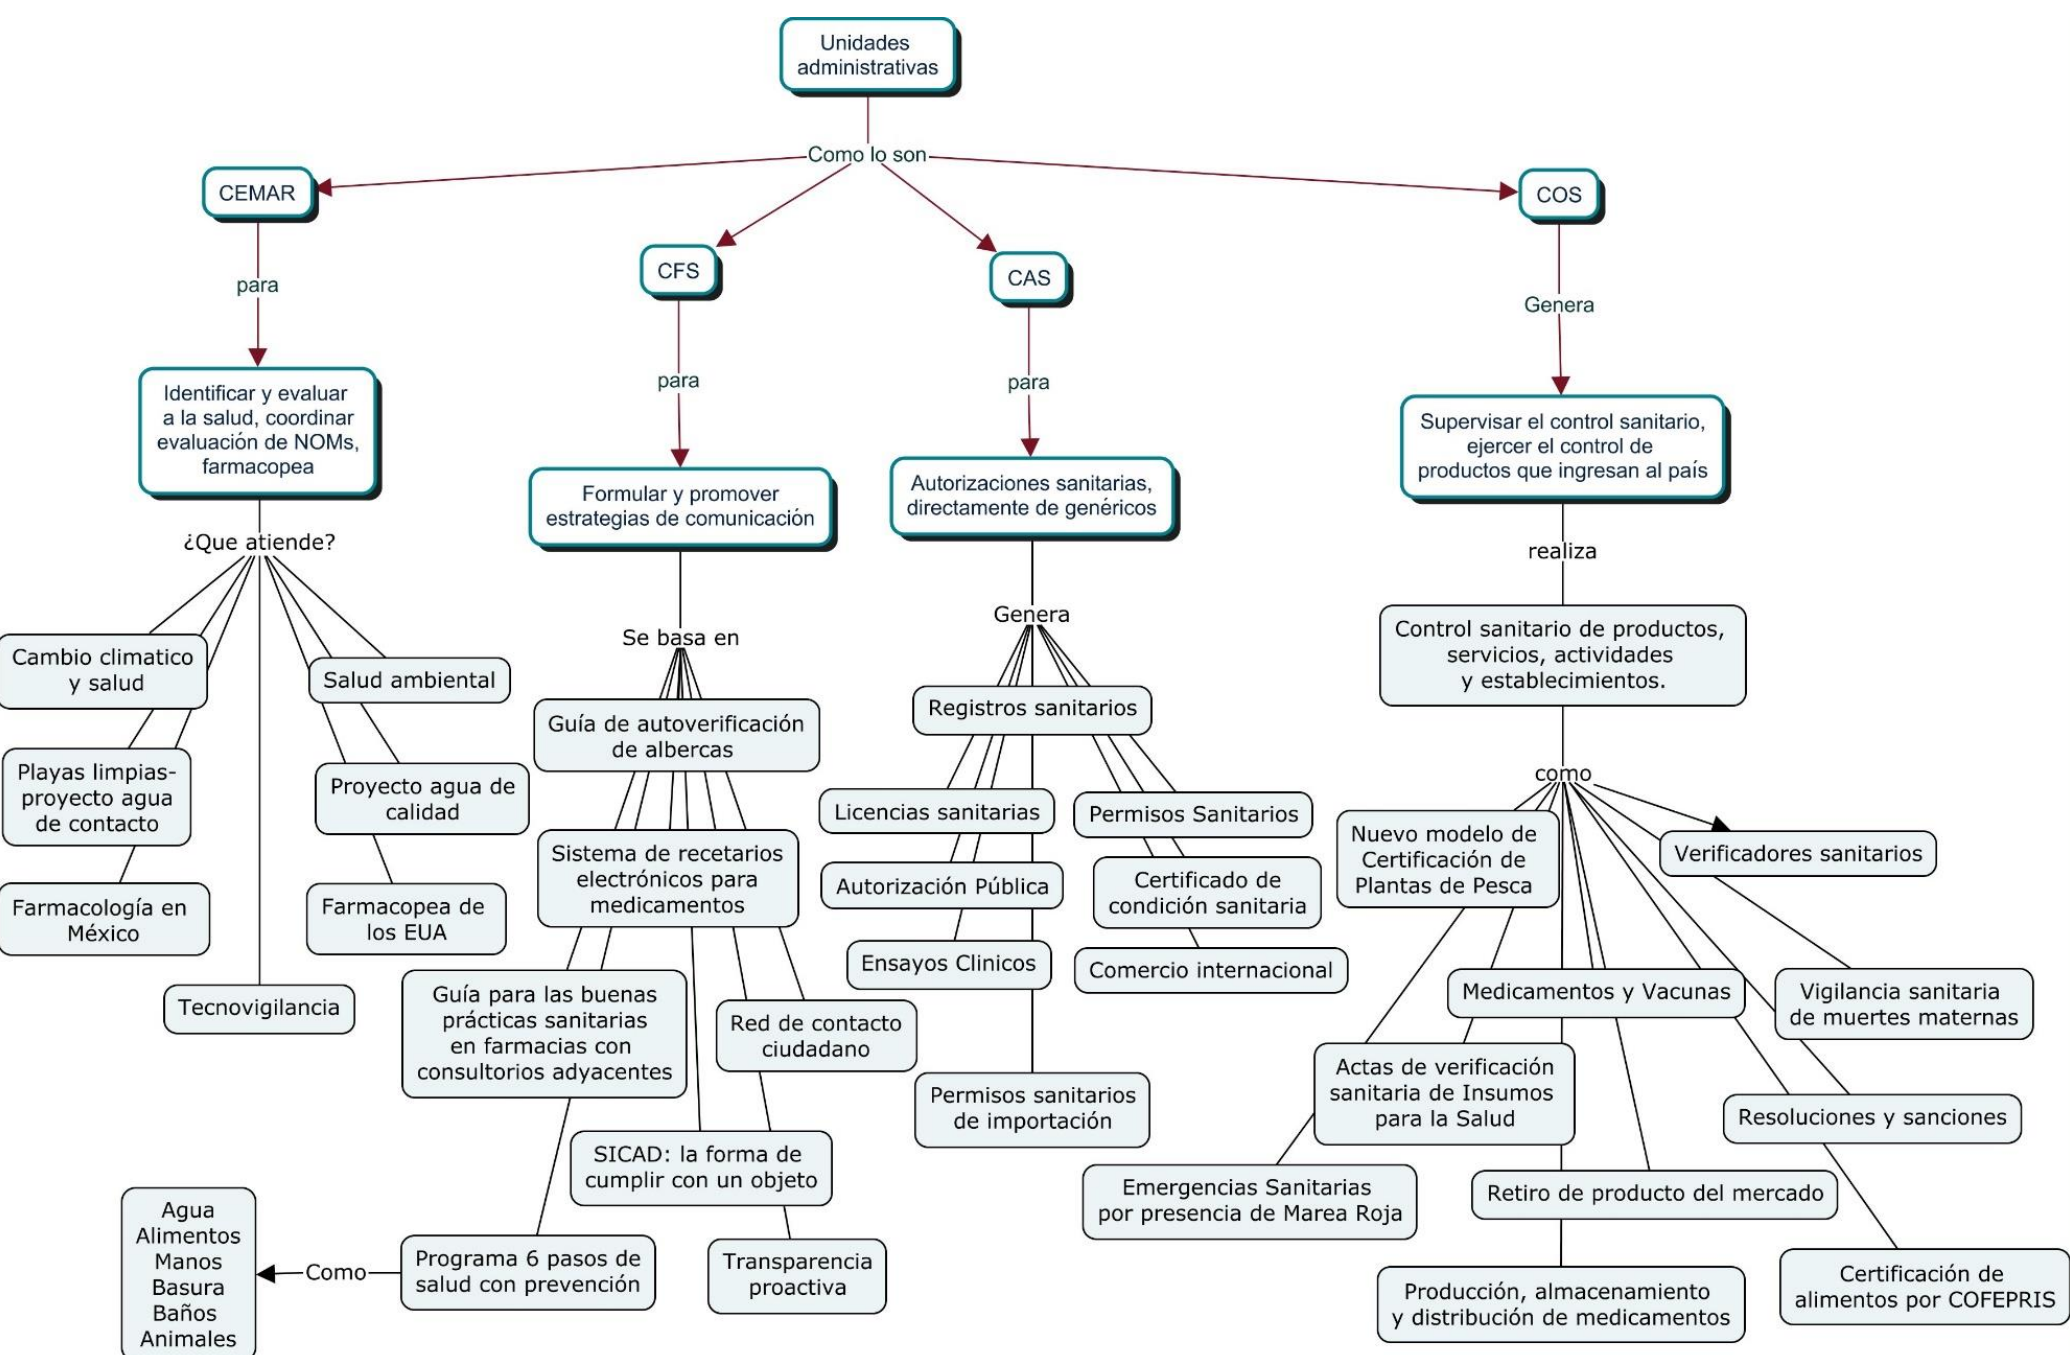 Unidades
administrativas
Como lo son
CEMAR
para
Identificar y evaluar
a la salud, coordinar
evaluación de NOMs,
farmacopea
¿Que atiende?
Cambio climatico
y salud
Salud ambiental
Playas limpias-
proyecto agua
de contacto
Proyecto agua de
calidad
Farmacología en
México
Farmacopea de
los EUA
Tecnovigilancia
CFS
para
Formular y promover
estrategias de comunicación
Se basa en
Guía de autoverificación
de albercas
Sistema de recetarios
electrónicos para
medicamentos
Guía para las buenas
prácticas sanitarias
en farmacias con
consultorios adyacentes
Red de contacto
ciudadano
SICAD: la forma de
cumplir con un objeto
Programa 6 pasos de
salud con prevención
Transparencia
proactiva
Como
Agua
Alimentos
Manos
Basura
Baños
Animales
CAS
para
Autorizaciones sanitarias,
directamente de genéricos
Genera
Registros sanitarios
Licencias sanitarias
Permisos Sanitarios
Autorización Pública
Certificado de
condición sanitaria
Ensayos Clinicos
Comercio internacional
Permisos sanitarios
de importación
COS
Genera
Supervisar el control sanitario,
ejercer el control de
productos que ingresan al país
realiza
Control sanitario de productos,
servicios, actividades
y establecimientos.
como
Nuevo modelo de
Certificación de
Plantas de Pesca
Verificadores sanitarios
Medicamentos y Vacunas
Vigilancia sanitaria
de muertes maternas
Actas de verificación
sanitaria de Insumos
para la Salud
Resoluciones y sanciones
Emergencias Sanitarias
por presencia de Marea Roja
Retiro de producto del mercado
Producción, almacenamiento
y distribución de medicamentos
Certificación de
alimentos por COFEPRIS